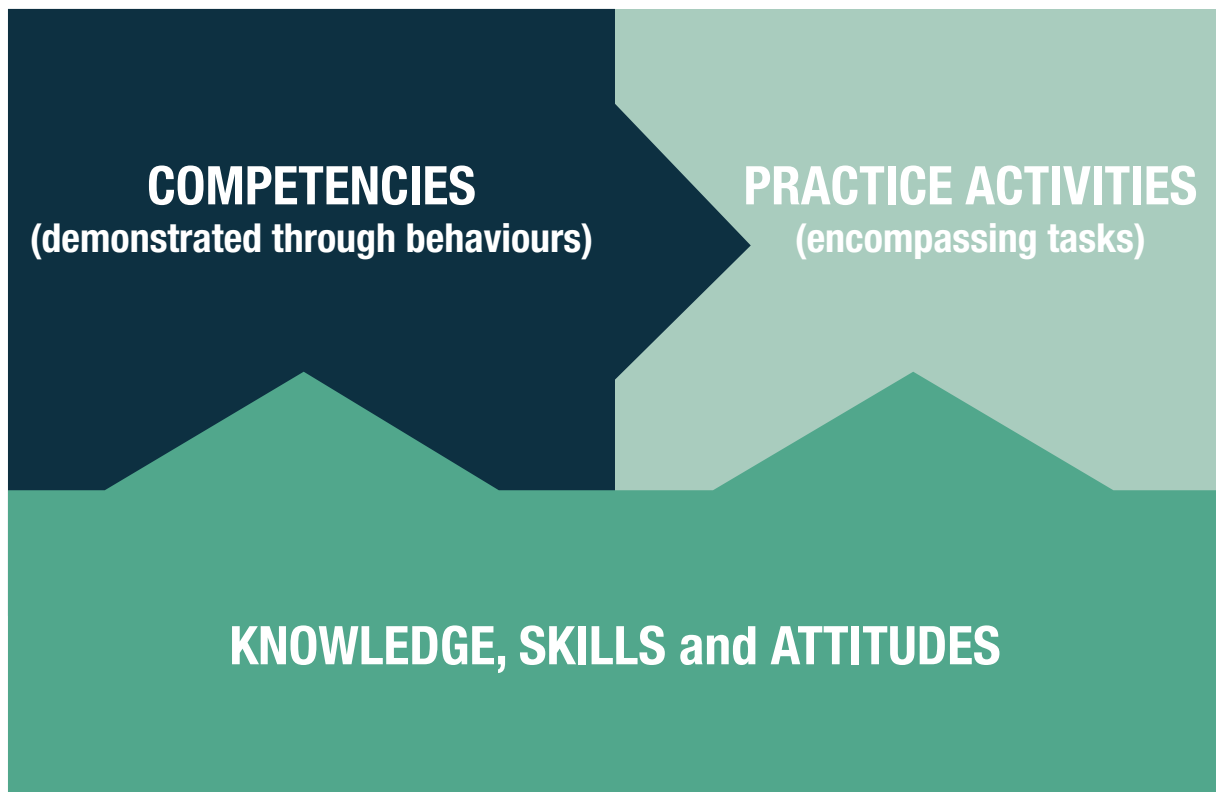 COMPETENCIES
(demonstrated through behaviours)
PRACTICE ACTIVITIES
(encompassing tasks)
KNOWLEDGE, SKILLS and ATTITUDES